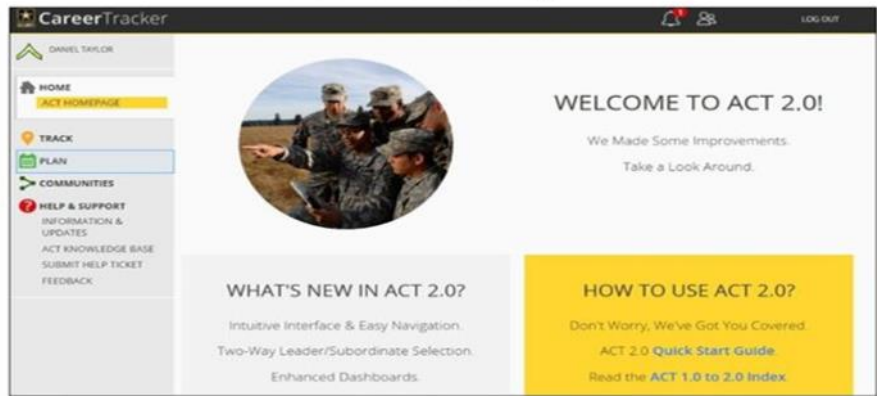 CareerTracker
1
LOG OUT
DANIEL TAYLOR
HOME
ACT HOMEPAGE
TRACK
PLAN
COMMUNITIES
? HELP & SUPPORT
INFORMATION &
UPDATES
ACT KNOWLEDGE BASE
SUBMIT HELP TICKET
FEEDBACK
WELCOME TO ACT 2.0!
We Made Some Improvements.
Take a Look Around.
WHAT'S NEW IN ACT 2.0?
Intuitive Interface & Easy Navigation.
Two-Way Leader/Subordinate Selection.
Enhanced Dashboards.
HOW TO USE ACT 2.0?
Don't Worry, We've Got You Covered.
ACT 2.0 Quick Start Guide.
Read the ACT 1.0 to 2.0 Index.